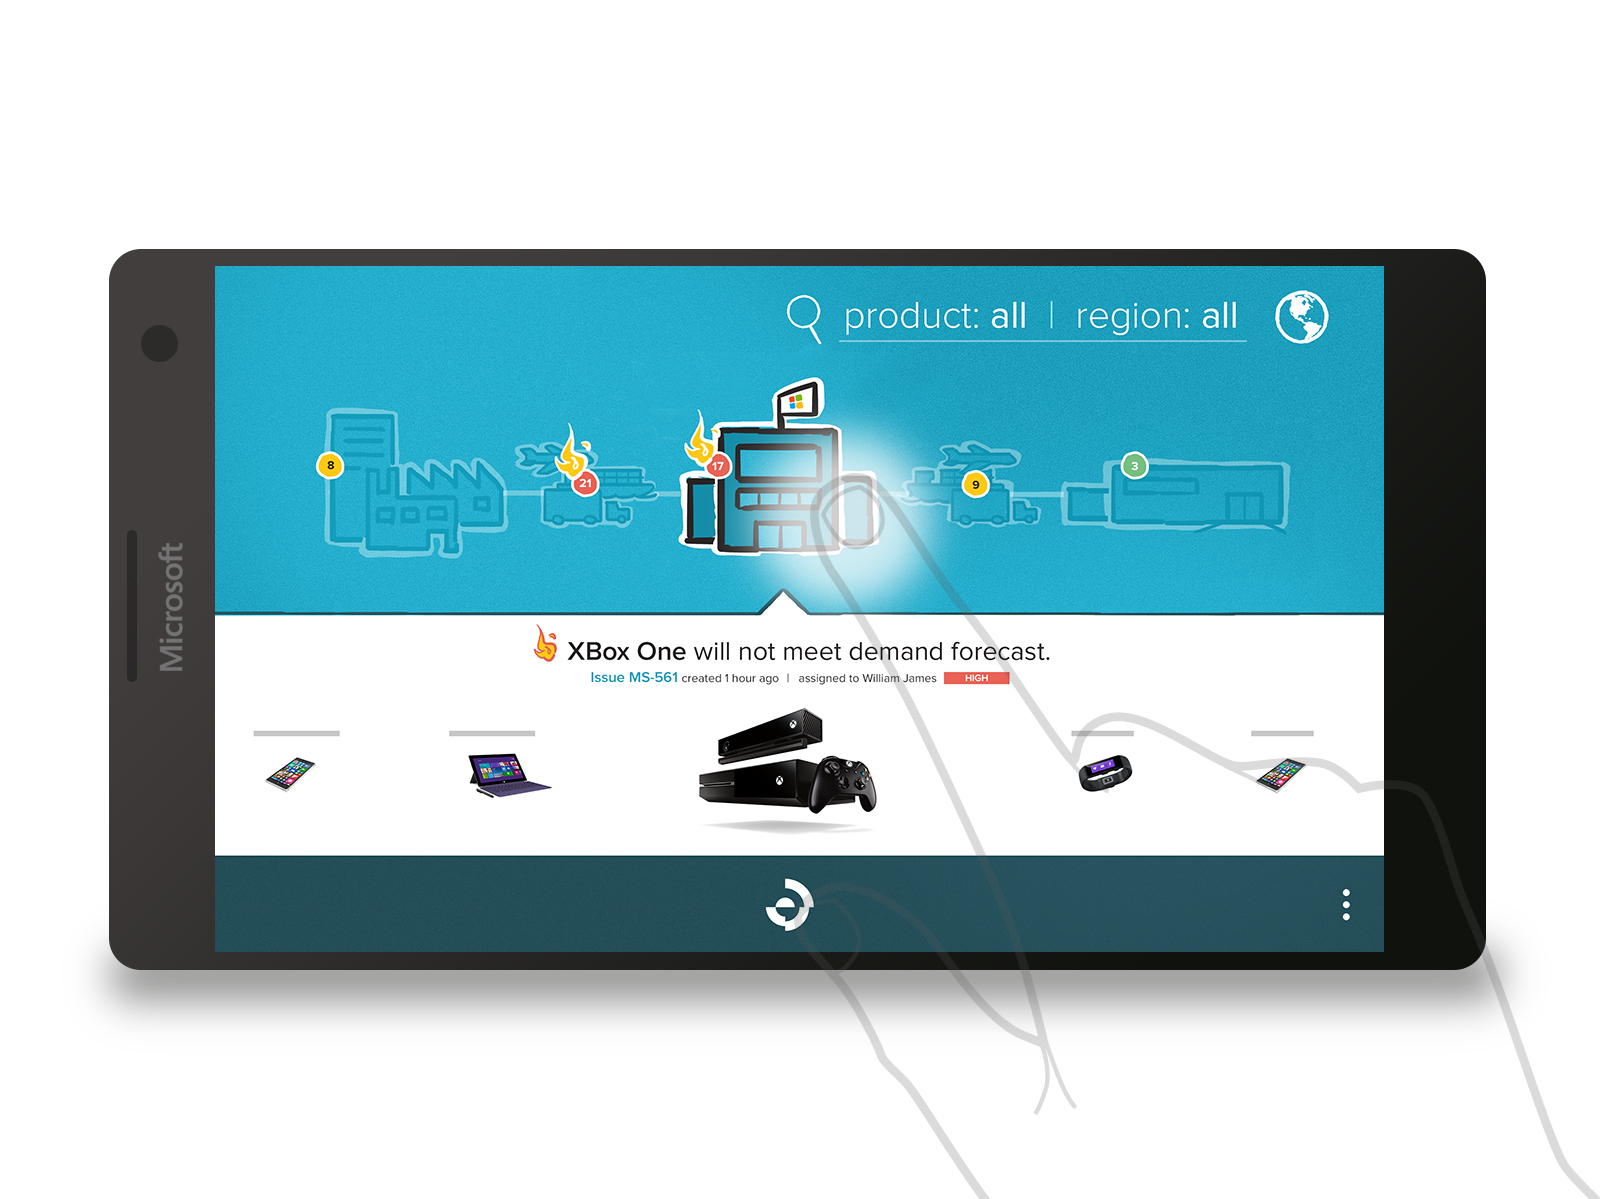 product: all | region: all
8
21
17
9
3
Microsoft
XBox One will not meet demand forecast.
Issue MS-561 created 1 hour ago | assigned to William James HIGH